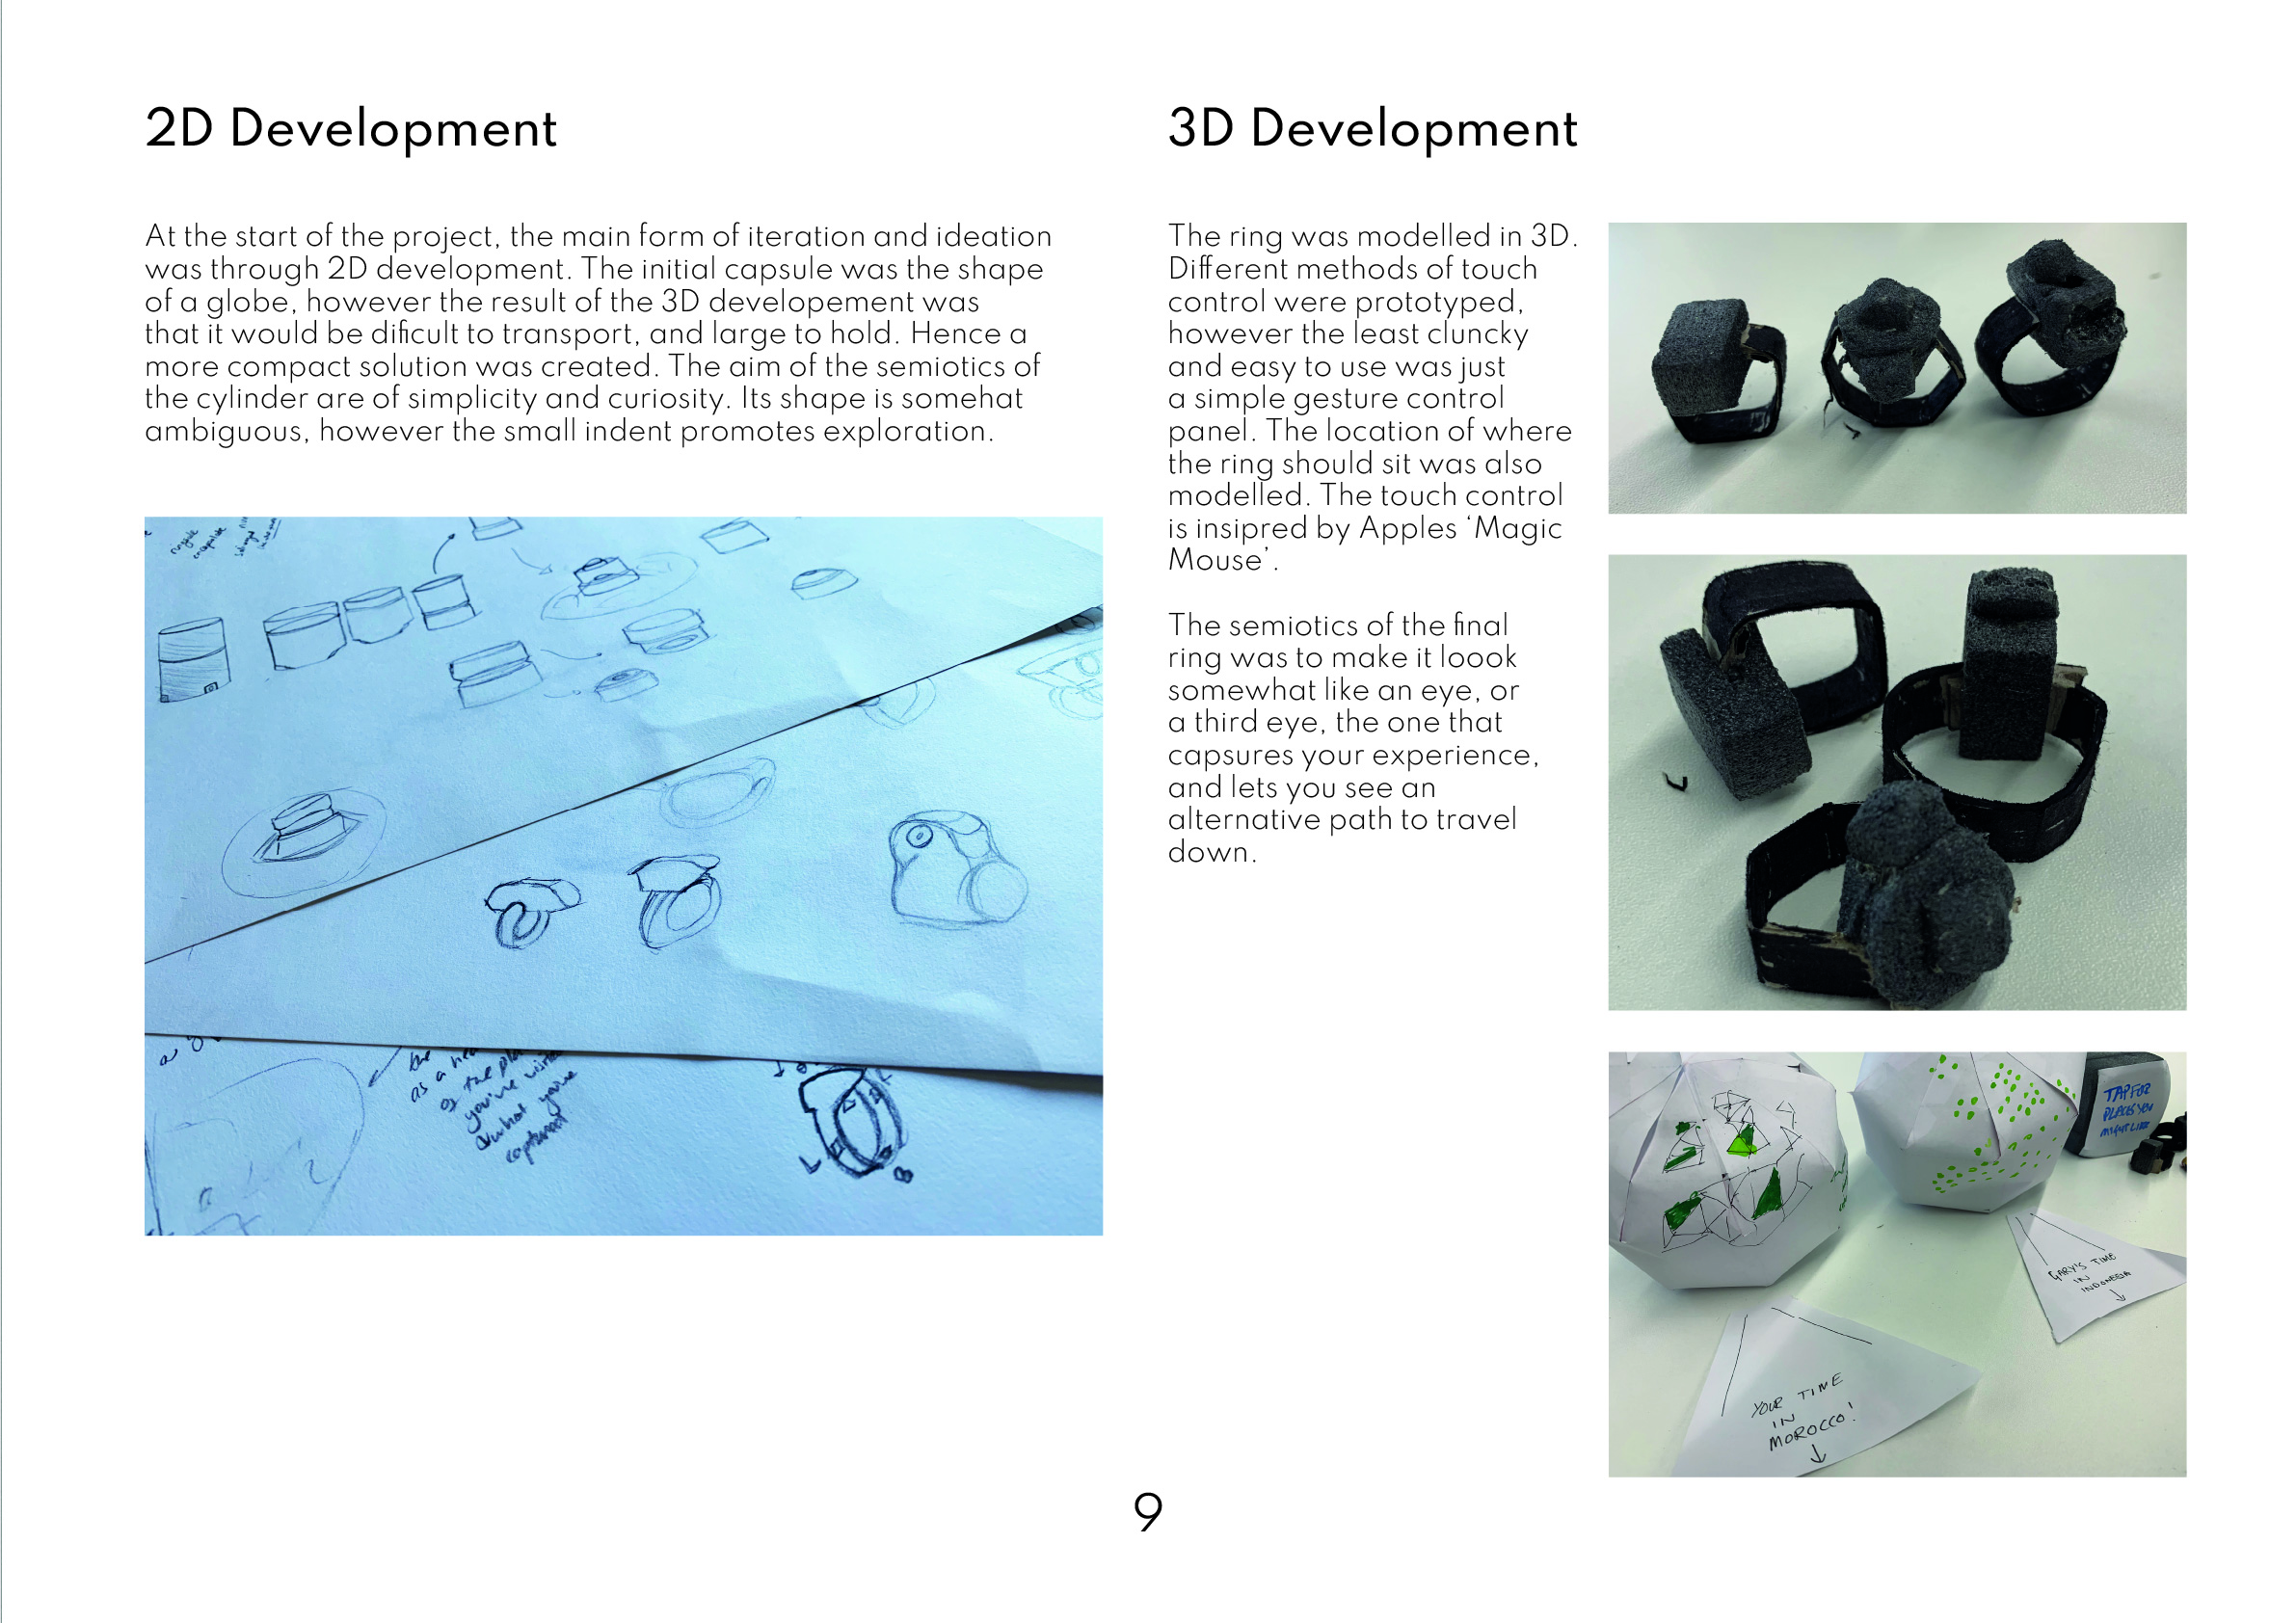 2D Development
At the start of the project, the main form of iteration and ideation
was through 2D development. The initial capsule was the shape
of a globe, however the result of the 3D developement was
that it would be dificult to transport, and large to hold. Hence a
more compact solution was created. The aim of the semiotics of
the cylinder are of simplicity and curiosity. Its shape is somehat
ambiguous, however the small indent promotes exploration.
the
as a
of the
you're
& what you've
captured
L
B
3D Development
The ring was modelled in 3D.
Different methods of touch
control were prototyped,
however the least cluncky
and easy to use was just
a simple gesture control
panel. The location of where
the ring should sit was also
modelled. The touch control
is insipred by Apples ‘Magic
Mouse’.
The semiotics of the final
ring was to make it loook
somewhat like an eye, or
a third eye, the one that
capsures your experience,
and lets you see an
alternative path to travel
down.
TAP FOR
PLACES YOU
MIGHT LIKE
GARY'S TIME
IN
INDONESIA
YOUR TIME
IN
MOROCCO!
9